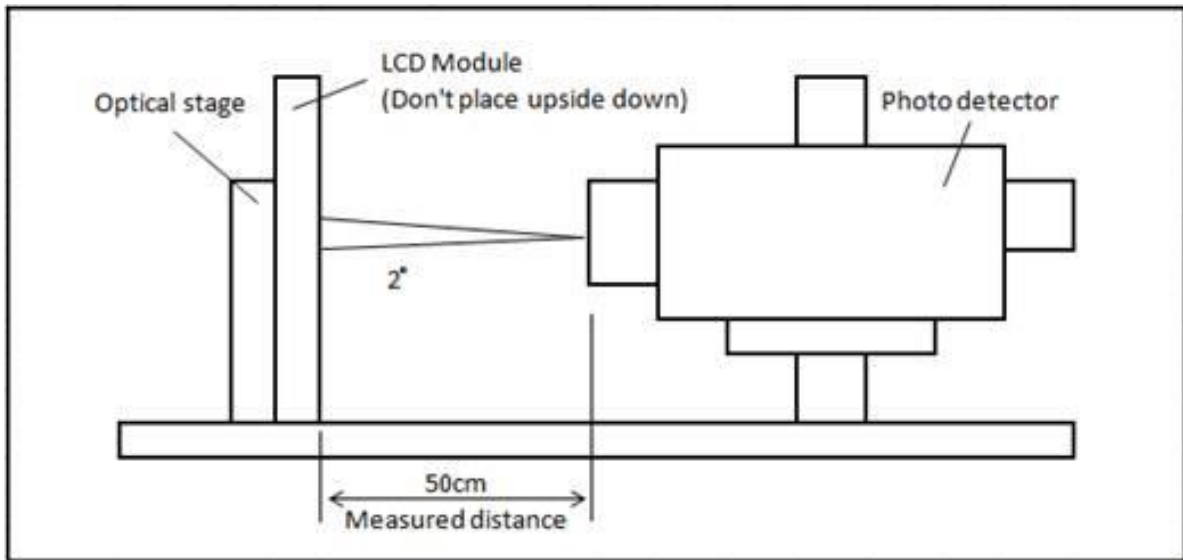 LCD Module
(Don't place upside down)
Optical stage
Photo detector
2°
50cm
Measured distance